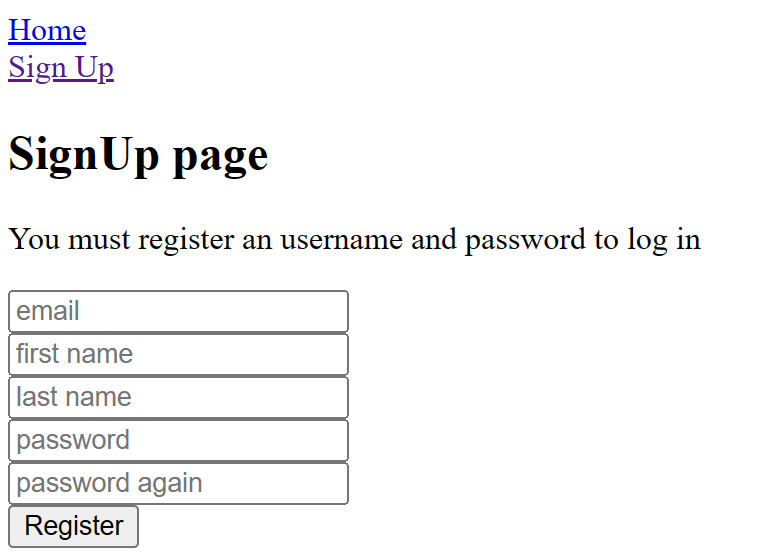 Home
Sign Up
SignUp page
You must register an username and password to log in
email
first name
last name
password
password again
Register